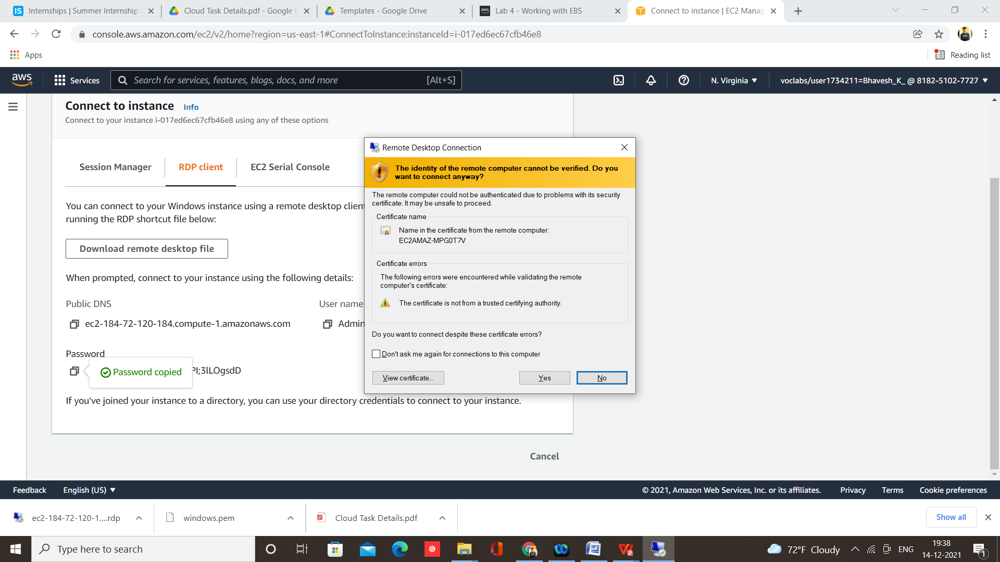 Internships | Summer Internship
Cloud Task Details.pdf - Google
Templates - Google Drive
aws
Lab 4 - Working with EBS
Connect to instance | EC2 Manag
console.aws.amazon.com/ec2/v2/home?region=us-east-1#ConnectToInstance:instanceId=i-017ed6ec67cfb46e8
Apps
Reading list
aws
Services
Search for services, features, blogs, docs, and more
[Alt+S]
N. Virginia
voclabs/user1734211=Bhavesh_K_ @ 8182-5102-7727
Connect to instance Info
Connect to your instance i-017ed6ec67cfb46e8 using any of these options
Session Manager
RDP client
EC2 Serial Console
You can connect to your Windows instance using a remote desktop client
running the RDP shortcut file below:
Download remote desktop file
When prompted, connect to your instance using the following details:
Public DNS
User name
ec2-184-72-120-184.compute-1.amazonaws.com
Admin
Password
Password copied
PI;3lLOgsdD
If you've joined your instance to a directory, you can use your directory credentials to connect to your instance.
Cancel
Remote Desktop Connection
The identity of the remote computer cannot be verified. Do you
want to connect anyway?
The remote computer could not be authenticated due to problems with its security
certificate. It may be unsafe to proceed.
Certificate name
Name in the certificate from the remote computer:
EC2AMAZ-MPG0T7V
Certificate errors
The following errors were encountered while validating the remote
computer's certificate:
The certificate is not from a trusted certifying authority.
Do you want to connect despite these certificate errors?
Don't ask me again for connections to this computer
View certificate...
Yes
No
Feedback
English (US)
© 2021, Amazon Web Services, Inc. or its affiliates.
Privacy
Terms
Cookie preferences
ec2-184-72-120-1....rdp
windows.pem
Cloud Task Details.pdf
Show all
Type here to search
72°F Cloudy
ENG
19:38
14-12-2021
1